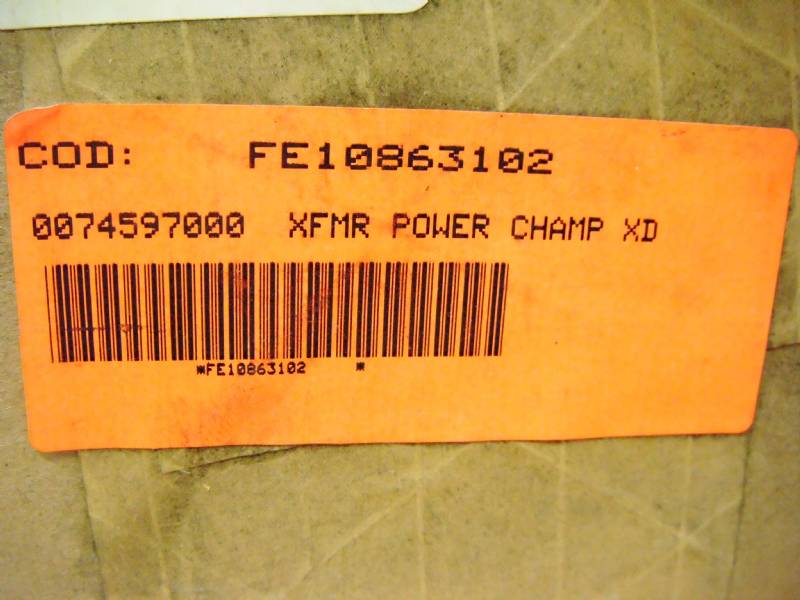 COD: FE10863102
0074597000 XFMR POWER CHAMP XD
*FE10863102 *